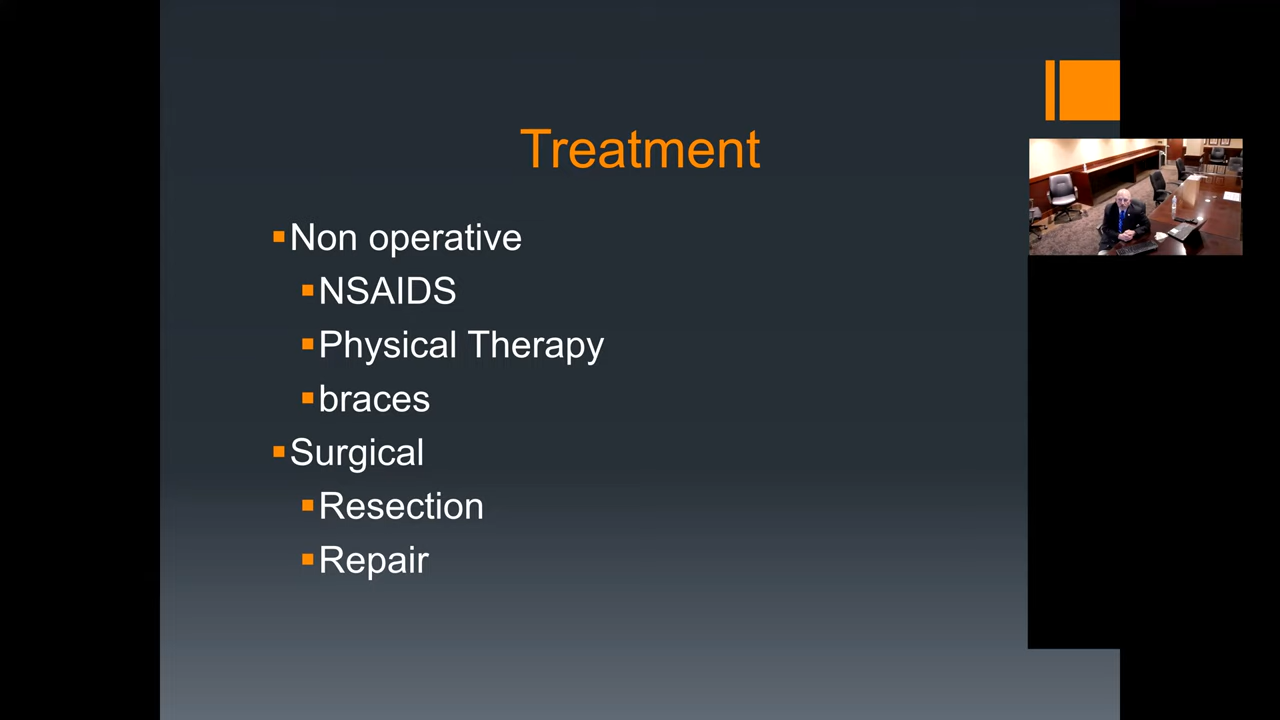 Treatment
Non operative
NSAIDS
Physical Therapy
braces
Surgical
Resection
Repair